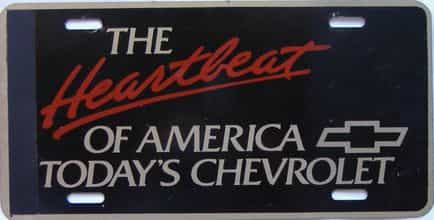 THE
Heartbeat
OF AMERICA
TODAY'S CHEVROLET